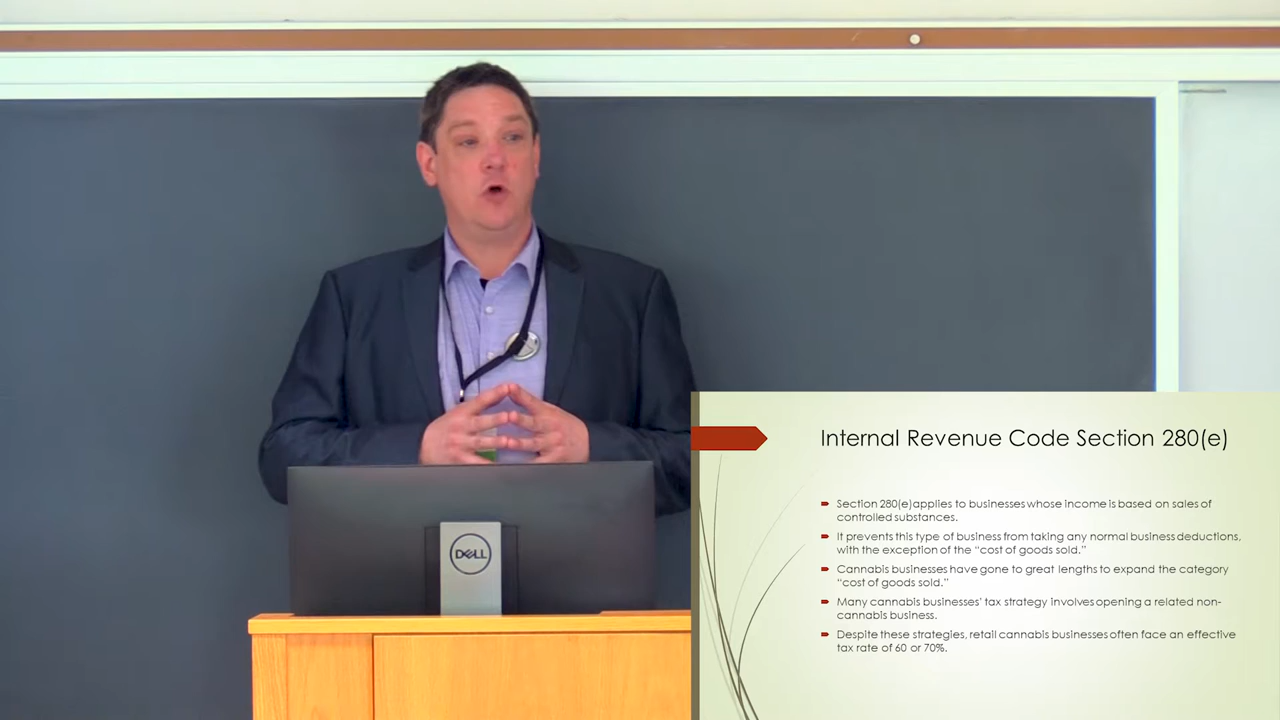 DELL
Internal Revenue Code Section 280(e)
Section 280(e)applies to businesses whose income is based on sales of
controlled substances.
It prevents this type of business from taking any normal business deductions,
with the exception of the “cost of goods sold.”
Cannabis businesses have gone to great lengths to expand the category
“cost of goods sold.”
Many cannabis businesses’ tax strategy involves opening a related non-
cannabis business.
Despite these strategies, retail cannabis businesses often face an effective
tax rate of 60 or 70%.